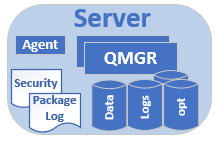 Server
Agent
QMGR
Security
Package
Log
Data
Logs
opt